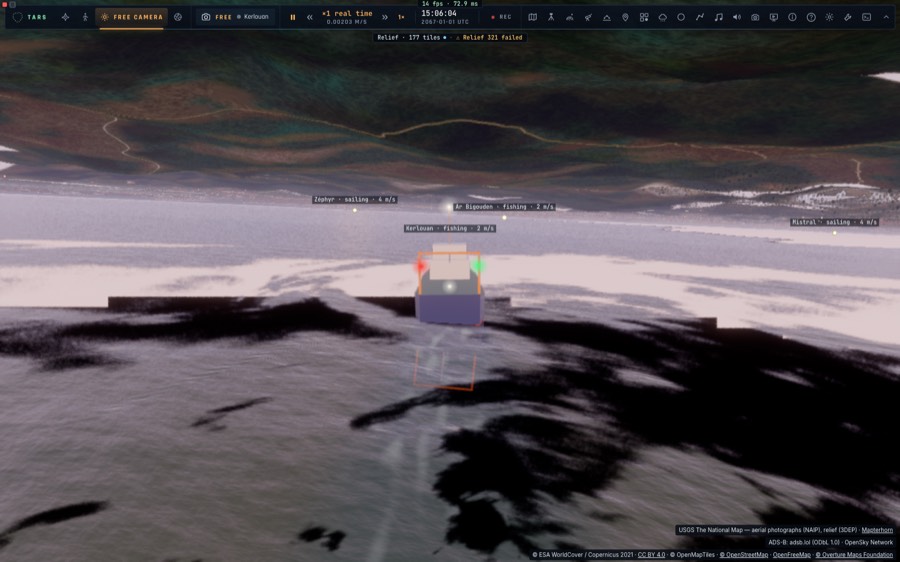 14 fps · 72.9 ms
TARS
FREE CAMERA
FREE
Kerlouan
×1 real time
0.00203 M/S
1×
15:06:04
2067-01-01 UTC
REC
Relief · 177 tiles
Relief 321 failed
Zéphyr · sailing · 4 m/s
Ar Bigouden · fishing · 2 m/s
Kerlouan · fishing · 2 m/s
Mistral · sailing · 4 m/s
USGS The National Map — aerial photographs (NAIP), relief (3DEP) · Mapterhorn
ADS-B: adsb.lol (ODbL 1.0) · OpenSky Network
© ESA WorldCover / Copernicus 2021 · CC BY 4.0 · © OpenMapTiles · © OpenStreetMap · OpenFreeMap · © Overture Maps Foundation